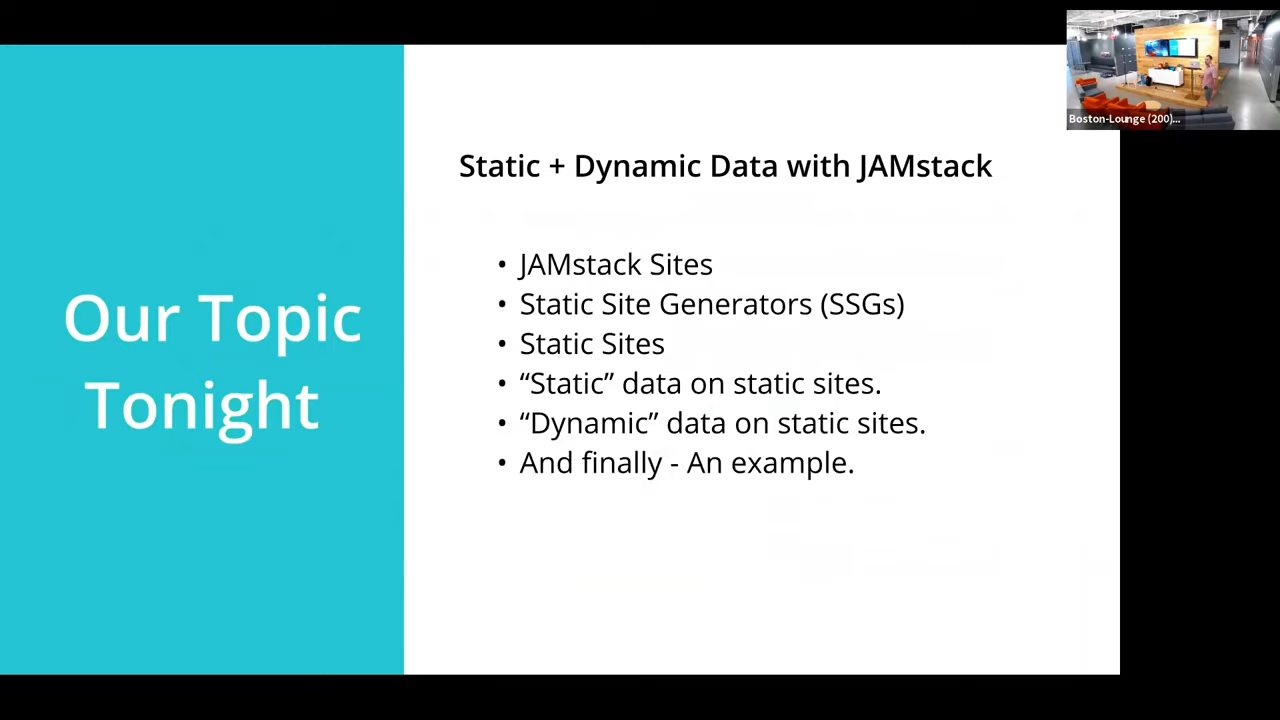 Boston-Lounge (200)...
Static + Dynamic Data with JAMstack
Our Topic
Tonight
• JAMstack Sites
• Static Site Generators (SSGs)
• Static Sites
• “Static” data on static sites.
• “Dynamic” data on static sites.
• And finally - An example.